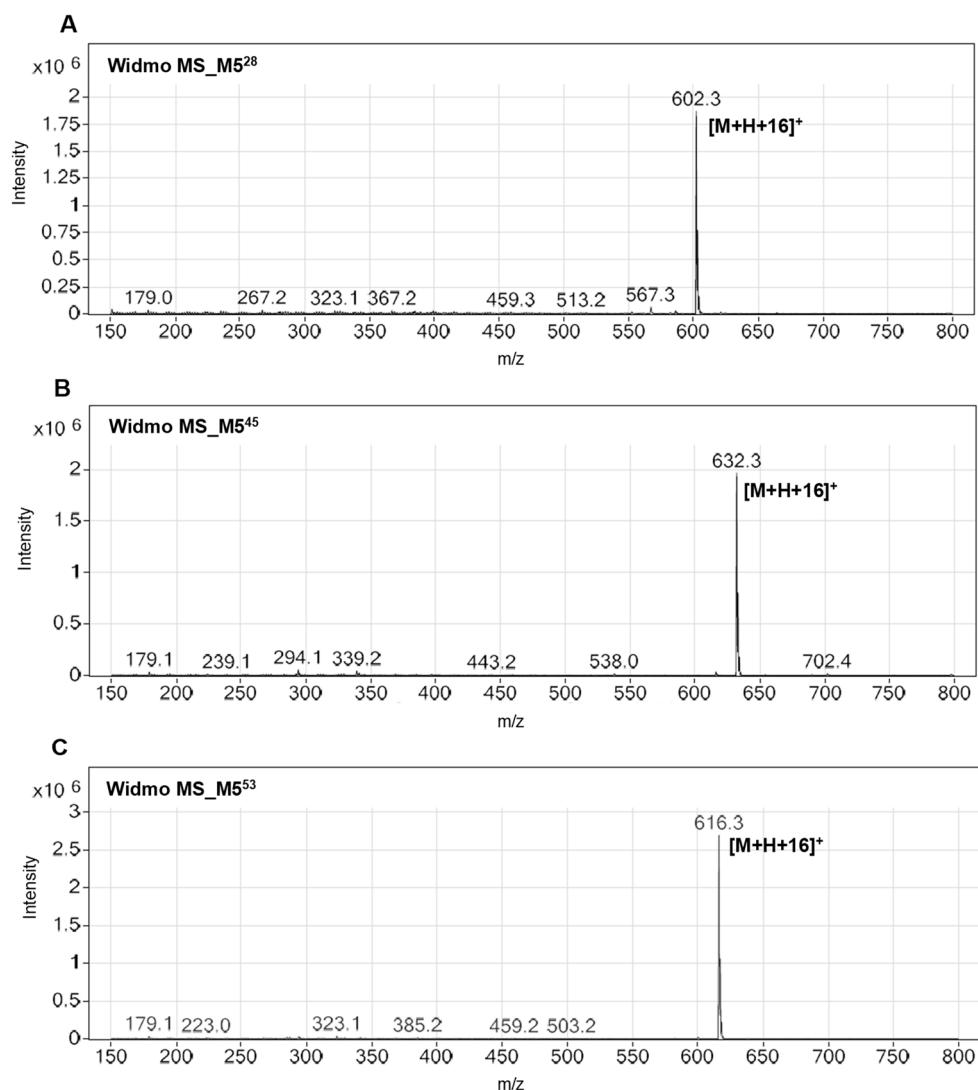 A
Widmo MS_M5²⁸
x10 ⁶
2
1.75
1.5
1.25
1
0.75
0.5
0.25
0
Intensity
602.3
[M+H+16]⁺
179.0 267.2 323.1 367.2 459.3 513.2 567.3
150 200 250 300 350 400 450 500 550 600 650 700 750 800
m/z
B
Widmo MS_M5⁴⁵
x10 ⁶
2
1.5
1
0.5
0
Intensity
632.3
[M+H+16]⁺
179.1 239.1 294.1 339.2 443.2 538.0 702.4
150 200 250 300 350 400 450 500 550 600 650 700 750 800
m/z
C
Widmo MS_M5⁵³
x10 ⁶
3
2.5
2
1.5
1
0.5
0
Intensity
616.3
[M+H+16]⁺
179.1 223.0 323.1 385.2 459.2 503.2
150 200 250 300 350 400 450 500 550 600 650 700 750 800
m/z